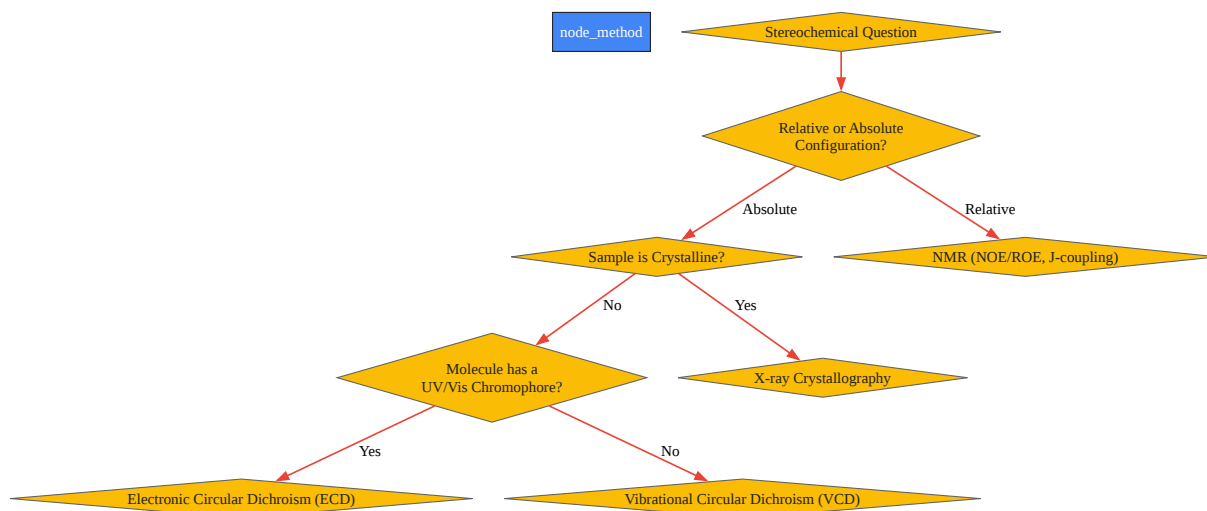 node_method
Stereochemical Question
Relative or Absolute
Configuration?
Absolute
Relative
Sample is Crystalline?
NMR (NOE/ROE, J-coupling)
No
Yes
Molecule has a
UV/Vis Chromophore?
X-ray Crystallography
Yes
No
Electronic Circular Dichroism (ECD)
Vibrational Circular Dichroism (VCD)